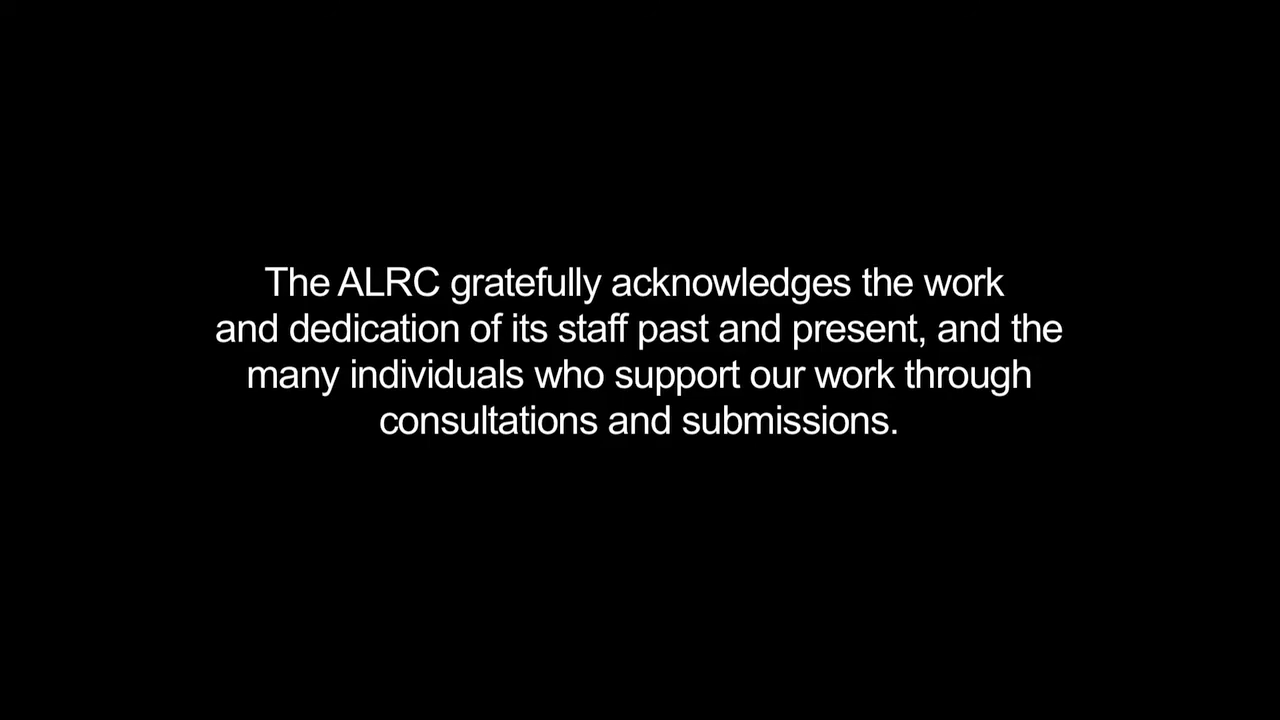 The ALRC gratefully acknowledges the work
and dedication of its staff past and present, and the
many individuals who support our work through
consultations and submissions.